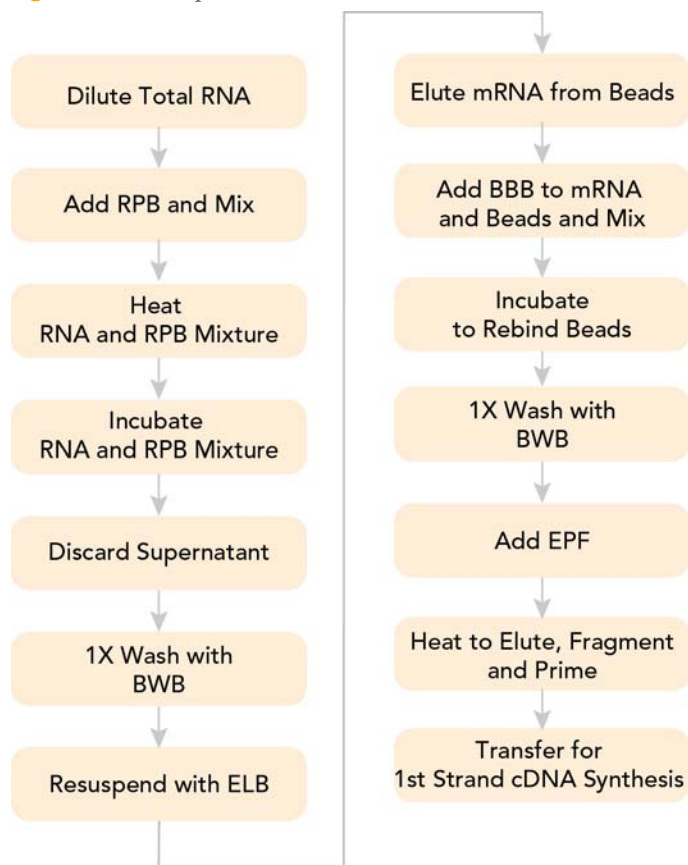 Dilute Total RNA
Add RPB and Mix
Heat
RNA and RPB Mixture
Incubate
RNA and RPB Mixture
Discard Supernatant
1X Wash with
BWB
Resuspend with ELB
Elute mRNA from Beads
Add BBB to mRNA
and Beads and Mix
Incubate
to Rebind Beads
1X Wash with
BWB
Add EPF
Heat to Elute, Fragment
and Prime
Transfer for
1st Strand cDNA Synthesis